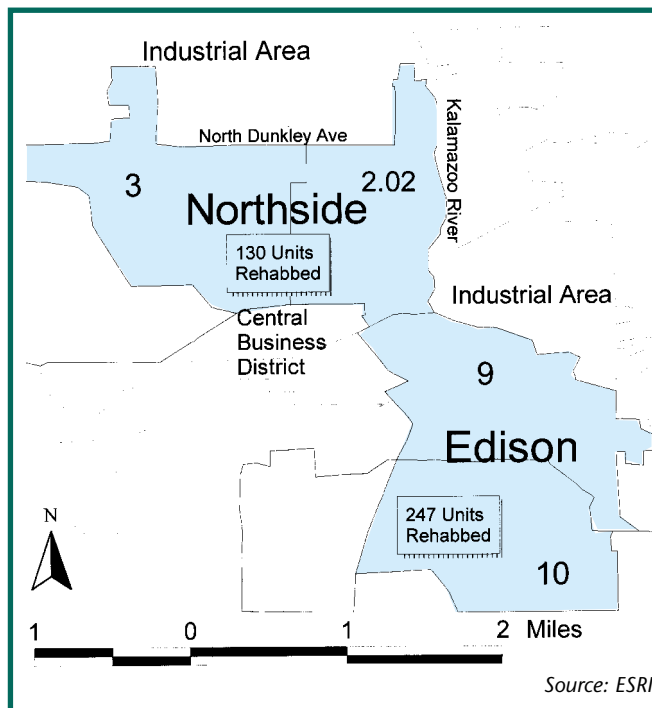 Industrial Area
North Dunkley Ave
Kalamazoo River
3
2.02
Northside
130 Units
Rehabbed
Industrial Area
Central
Business
District
9
Edison
247 Units
Rehabbed
10
N
1 0 1 2 Miles
Source: ESRI